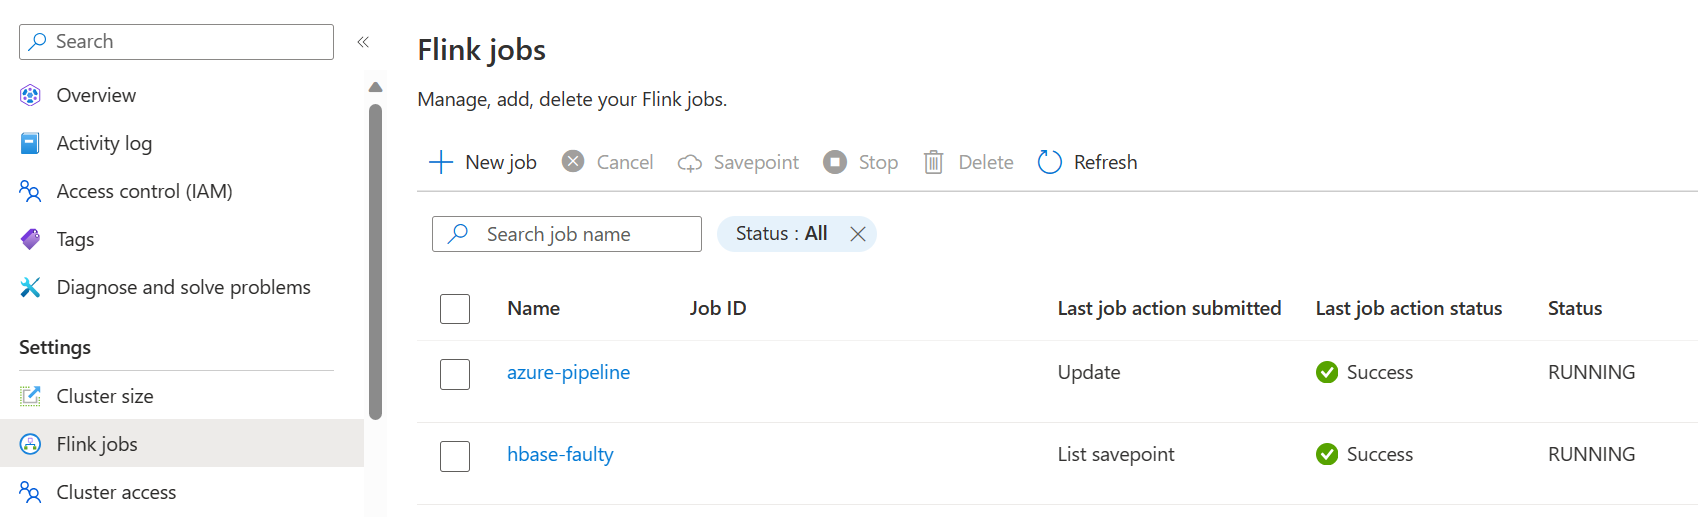 Search
Overview
Activity log
Access control (IAM)
Tags
Diagnose and solve problems
Settings
Cluster size
Flink jobs
Cluster access
Flink jobs
Manage, add, delete your Flink jobs.
New job Cancel Savepoint Stop Delete Refresh
Search job name Status : All
Name Job ID Last job action submitted Last job action status Status
azure-pipeline Update Success RUNNING
hbase-faulty List savepoint Success RUNNING